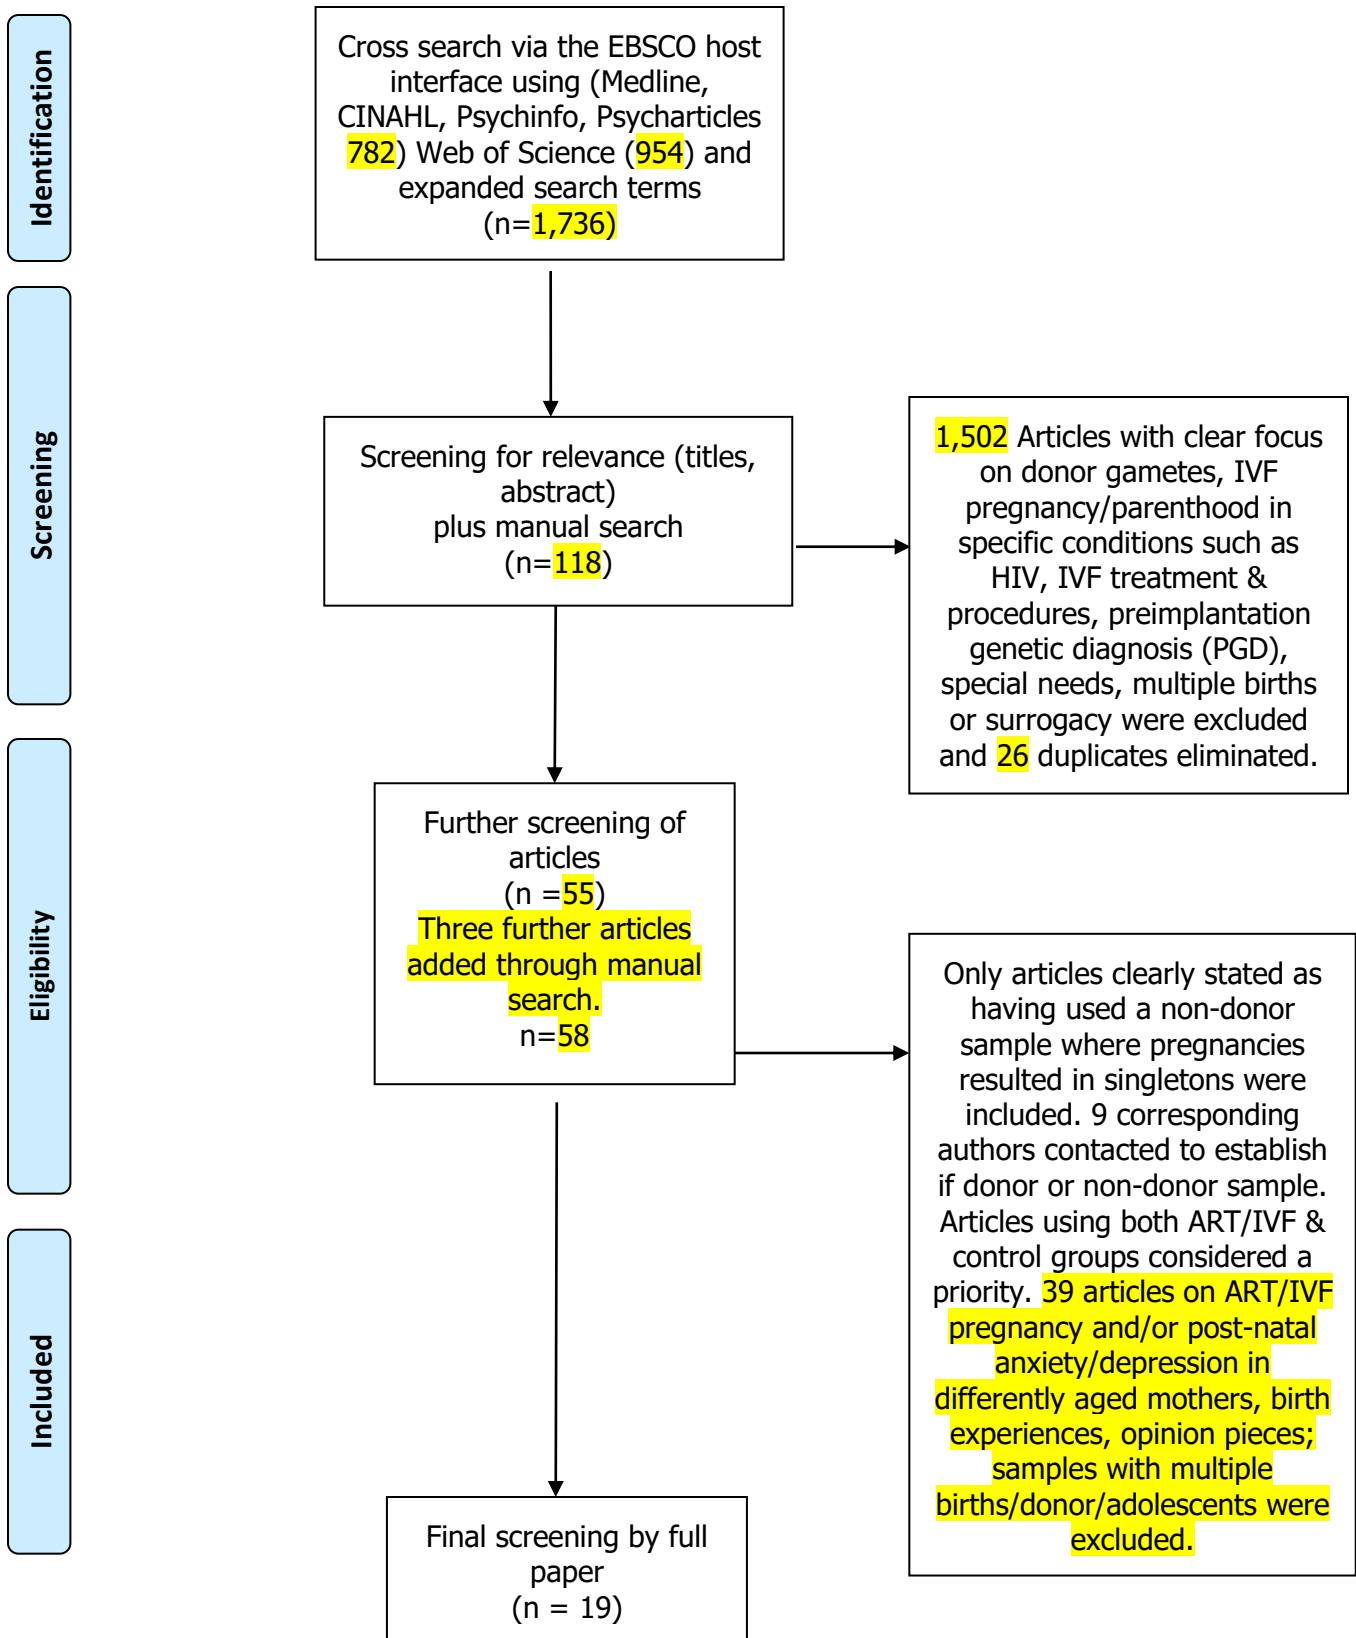 Identification
Cross search via the EBSCO host
interface using (Medline,
CINAHL, Psychinfo, Psycharticles
782) Web of Science (954) and
expanded search terms
(n=1,736)
Screening
Screening for relevance (titles,
abstract)
plus manual search
(n=118)
1,502 Articles with clear focus
on donor gametes, IVF
pregnancy/parenthood in
specific conditions such as
HIV, IVF treatment &
procedures, preimplantation
genetic diagnosis (PGD),
special needs, multiple births
or surrogacy were excluded
and 26 duplicates eliminated.
Eligibility
Further screening of
articles
(n =55)
Three further articles
added through manual
search.
n=58
Only articles clearly stated as
having used a non-donor
sample where pregnancies
resulted in singletons were
included. 9 corresponding
authors contacted to establish
if donor or non-donor sample.
Articles using both ART/IVF &
control groups considered a
priority. 39 articles on ART/IVF
pregnancy and/or post-natal
anxiety/depression in
differently aged mothers, birth
experiences, opinion pieces;
samples with multiple
births/donor/adolescents were
excluded.
Included
Final screening by full
paper
(n = 19)